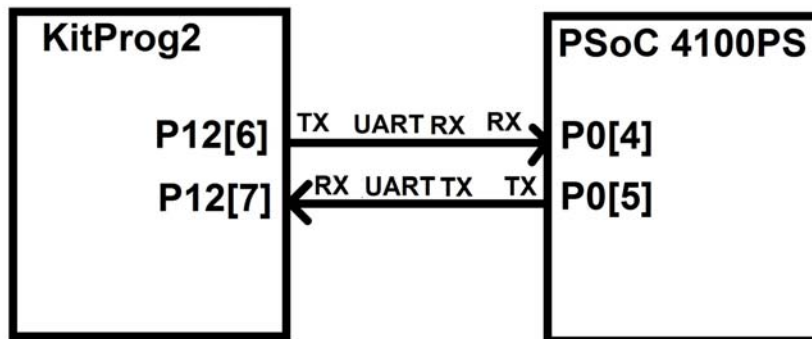 KitProg2
PSoC 4100PS
TX UART RX RX
P12[6]
P0[4]
RX UART TX TX
P12[7]
P0[5]